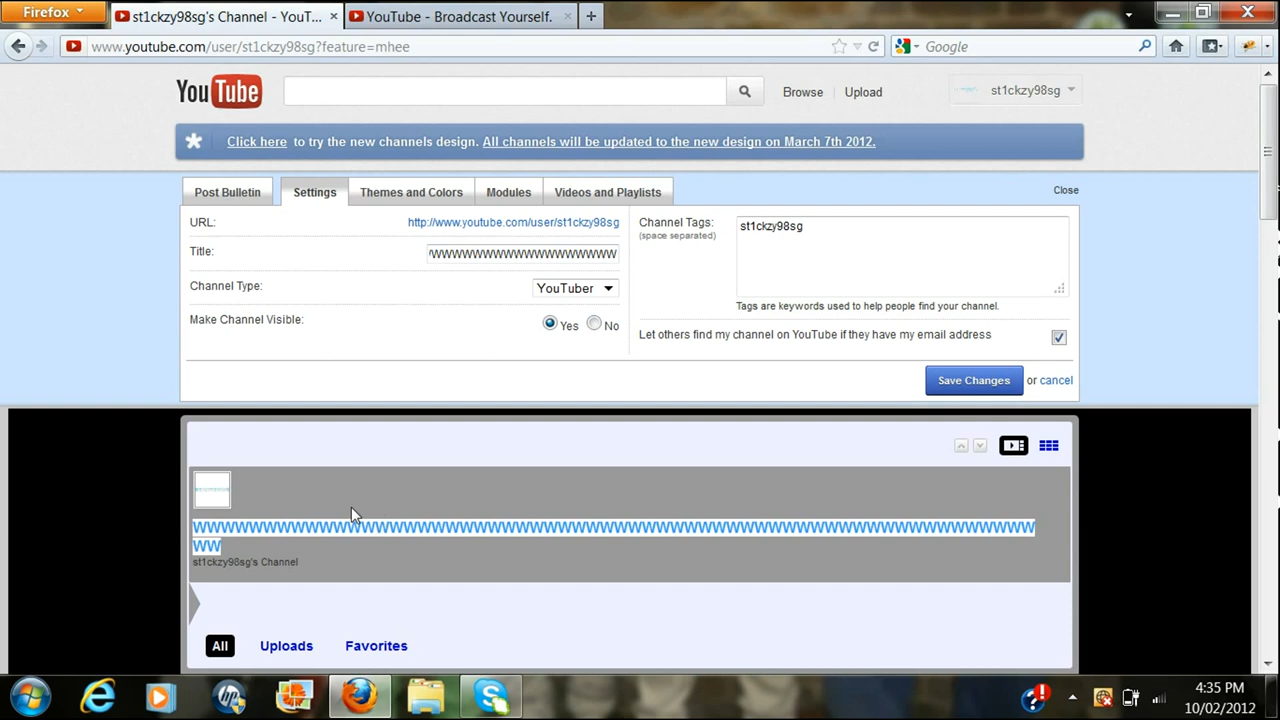 Firefox
st1ckzy98sg's Channel - YouT...
YouTube - Broadcast Yourself.
www.youtube.com/user/st1ckzy98sg?feature=mhee
Google
YouTube
Browse
Upload
st1ckzy98sg
Click here to try the new channels design. All channels will be updated to the new design on March 7th 2012.
Post Bulletin
Settings
Themes and Colors
Modules
Videos and Playlists
Close
URL:
http://www.youtube.com/user/st1ckzy98sg
Title:
WWWWWWWWWWWWWWWWWW
Channel Type:
YouTuber
Make Channel Visible:
Yes
No
Channel Tags:
(space separated)
st1ckzy98sg
Tags are keywords used to help people find your channel.
Let others find my channel on YouTube if they have my email address
Save Changes
or cancel
WWWWWWWWWWWWWWWWWWWWWWWWWWWWWWWWWWWWWWWWWWWWWWWWWWWWWWWWWWWW
WW
st1ckzy98sg's Channel
All
Uploads
Favorites
4:35 PM
10/02/2012